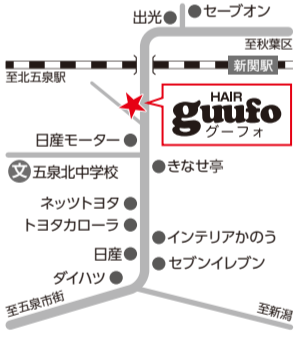 出光
セーブオン
至秋葉区
新関駅
至北五泉駅
HAIR
guufo
グーフォ
日産モーター
文
五泉北中学校
きなせ亭
ネッツトヨタ
トヨタカローラ
インテリアかのう
日産
セブンイレブン
ダイハツ
至五泉市街
至新潟